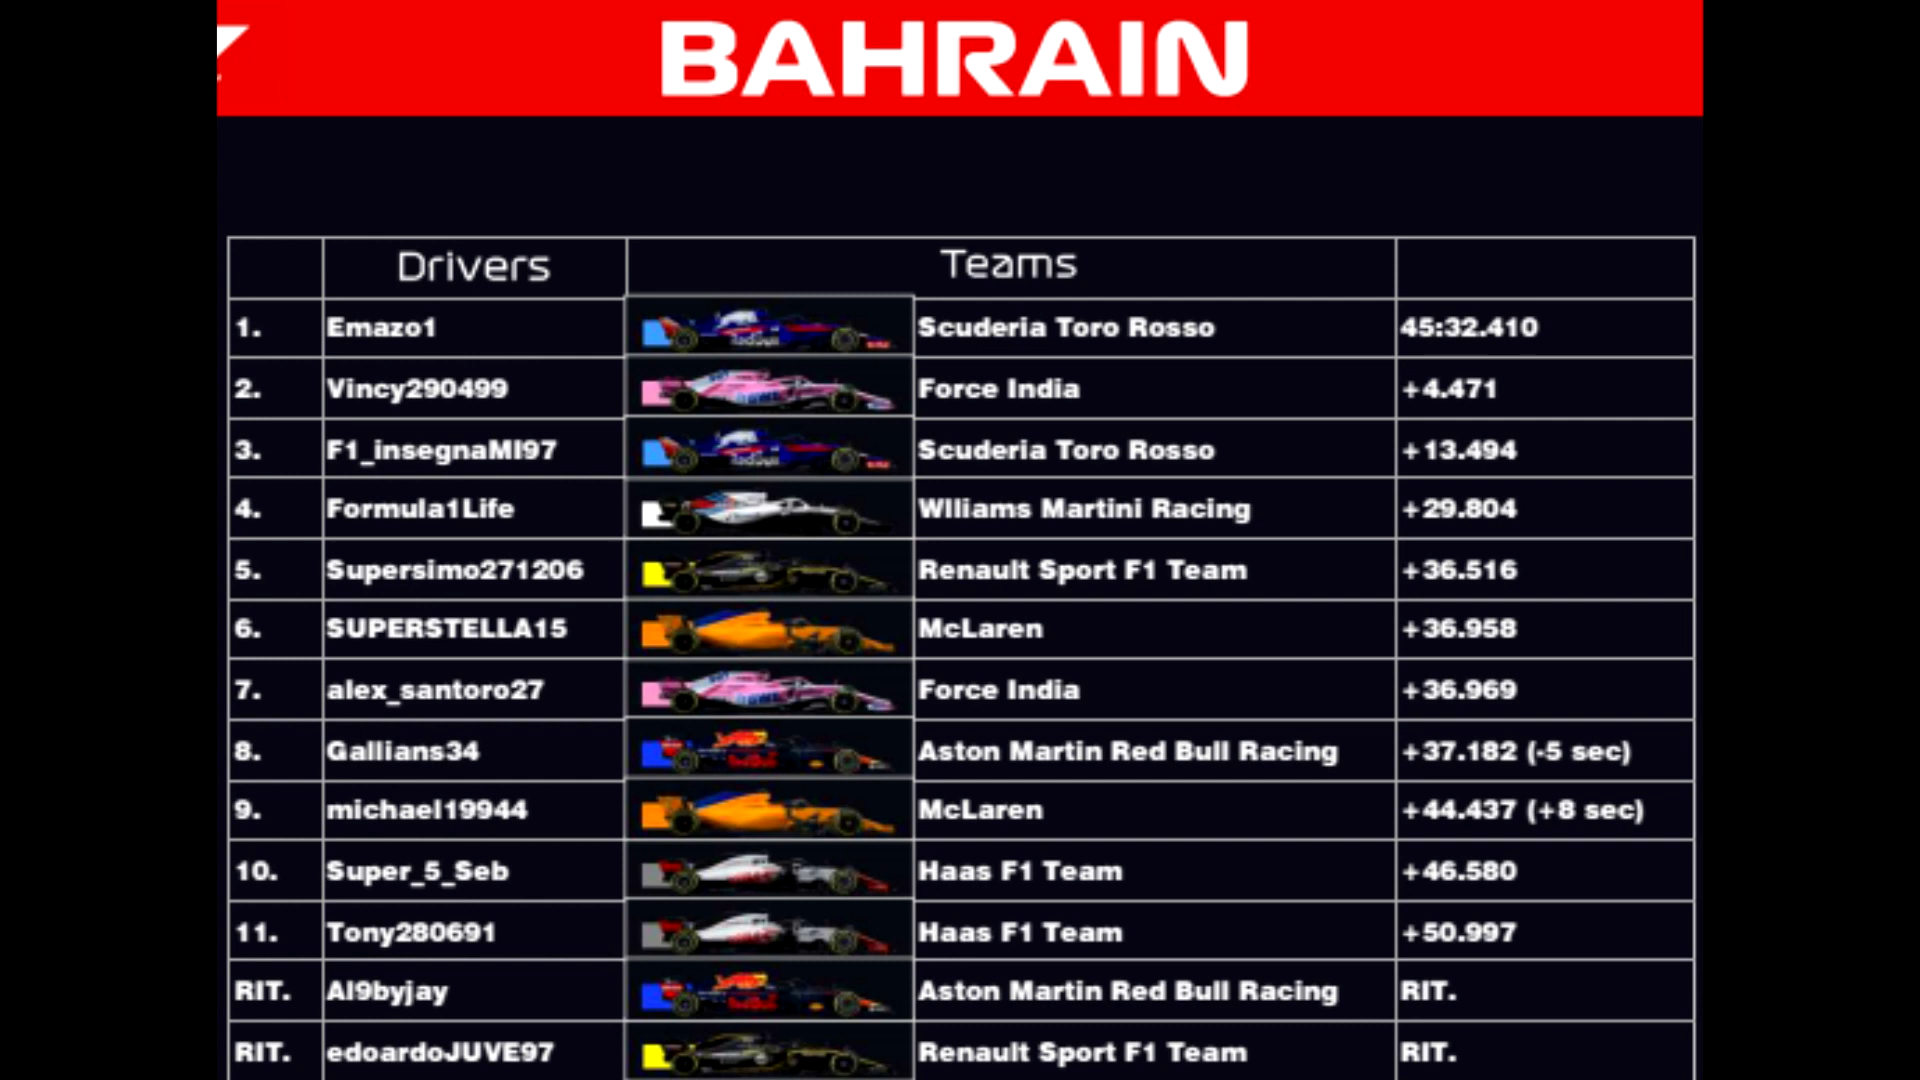 BAHRAIN
Drivers Teams
1. Emazo1 Scuderia Toro Rosso 45:32.410
2. Vincy290499 Force India +4.471
3. F1_insegnaMI97 Scuderia Toro Rosso +13.494
4. Formula1Life Wlliams Martini Racing +29.804
5. Supersimo271206 Renault Sport F1 Team +36.516
6. SUPERSTELLA15 McLaren +36.958
7. alex_santoro27 Force India +36.969
8. Gallians34 Aston Martin Red Bull Racing +37.182 (-5 sec)
9. michael19944 McLaren +44.437 (+8 sec)
10. Super_5_Seb Haas F1 Team +46.580
11. Tony280691 Haas F1 Team +50.997
RIT. Al9byjay Aston Martin Red Bull Racing RIT.
RIT. edoardoJUVE97 Renault Sport F1 Team RIT.